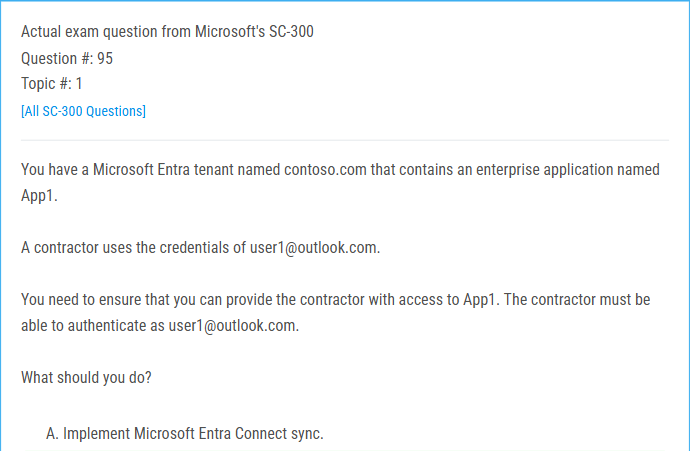 Actual exam question from Microsoft's SC-300
Question #: 95
Topic #: 1
[All SC-300 Questions]
You have a Microsoft Entra tenant named contoso.com that contains an enterprise application named
App1.
A contractor uses the credentials of user1@outlook.com.
You need to ensure that you can provide the contractor with access to App1. The contractor must be
able to authenticate as user1@outlook.com.
What should you do?
A. Implement Microsoft Entra Connect sync.